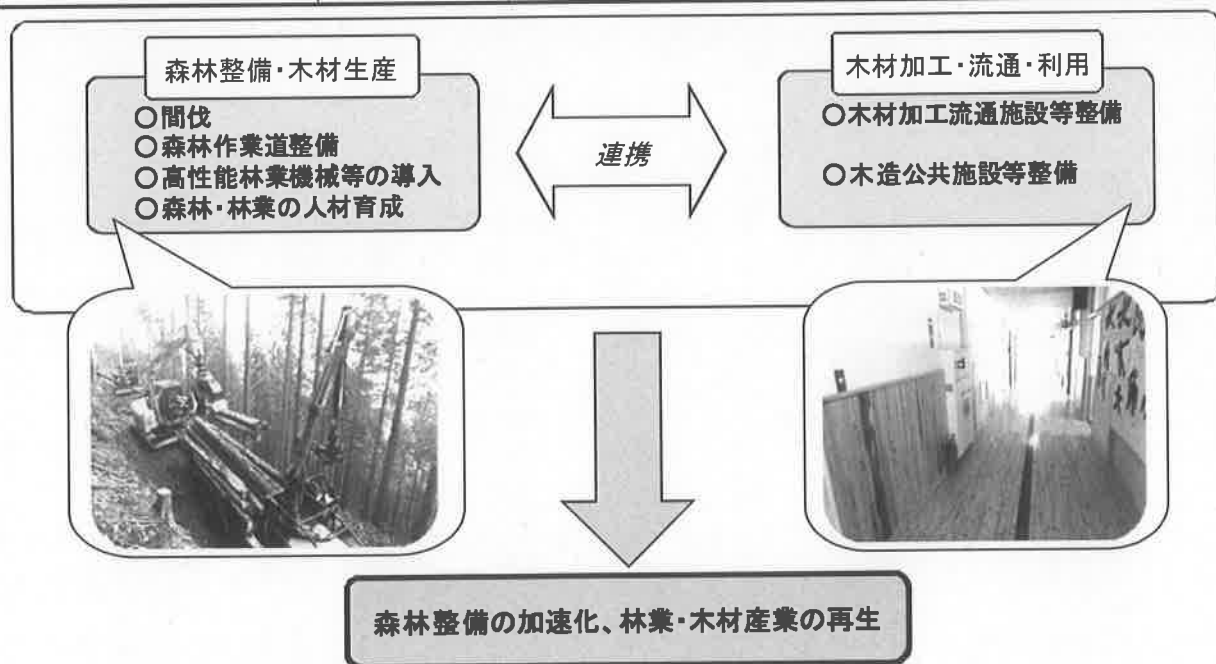 森林整備・木材生産
○間伐
○森林作業道整備
○高性能林業機械等の導入
○森林・林業の人材育成
連携
木材加工・流通・利用
○木材加工流通施設等整備
○木造公共施設等整備
森林整備の加速化、林業・木材産業の再生